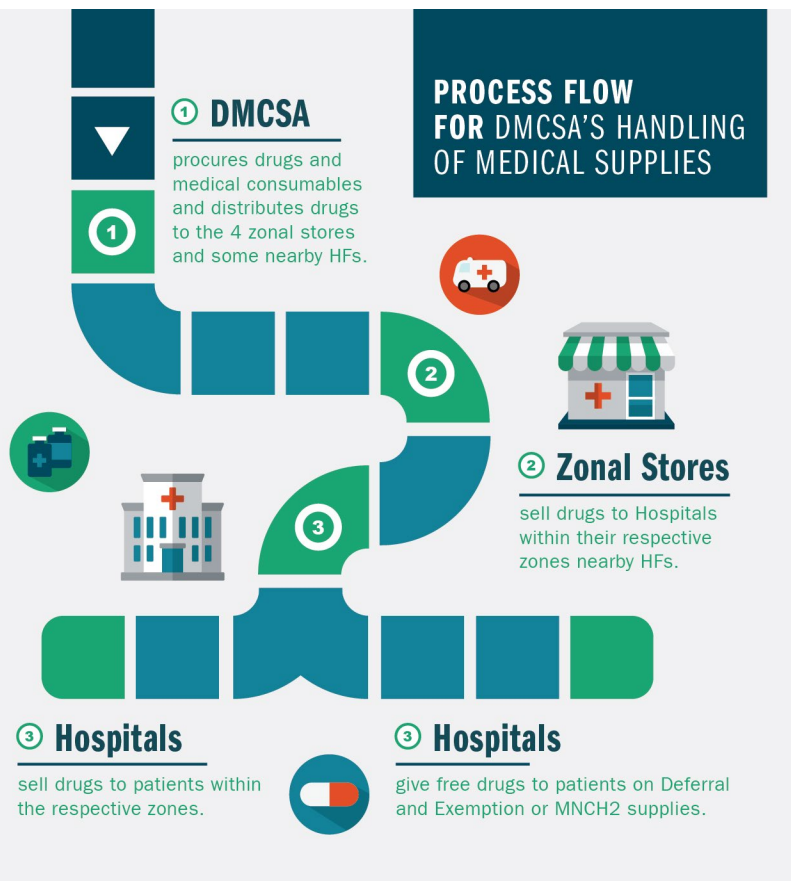 PROCESS FLOW
FOR DMCSA'S HANDLING
OF MEDICAL SUPPLIES
1 DMCSA
procures drugs and
medical consumables
and distributes drugs
to the 4 zonal stores
and some nearby HFs.
1
2
2 Zonal Stores
sell drugs to Hospitals
within their respective
zones nearby HFs.
3
3 Hospitals
sell drugs to patients within
the respective zones.
3 Hospitals
give free drugs to patients on Deferral
and Exemption or MNCH2 supplies.